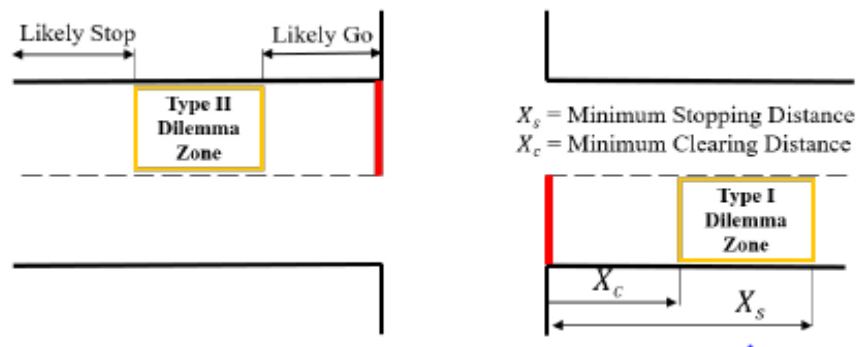 Likely Stop
Likely Go
Type II
Dilemma
Zone
X_s = Minimum Stopping Distance
X_c = Minimum Clearing Distance
Type I
Dilemma
Zone
X_c
X_s